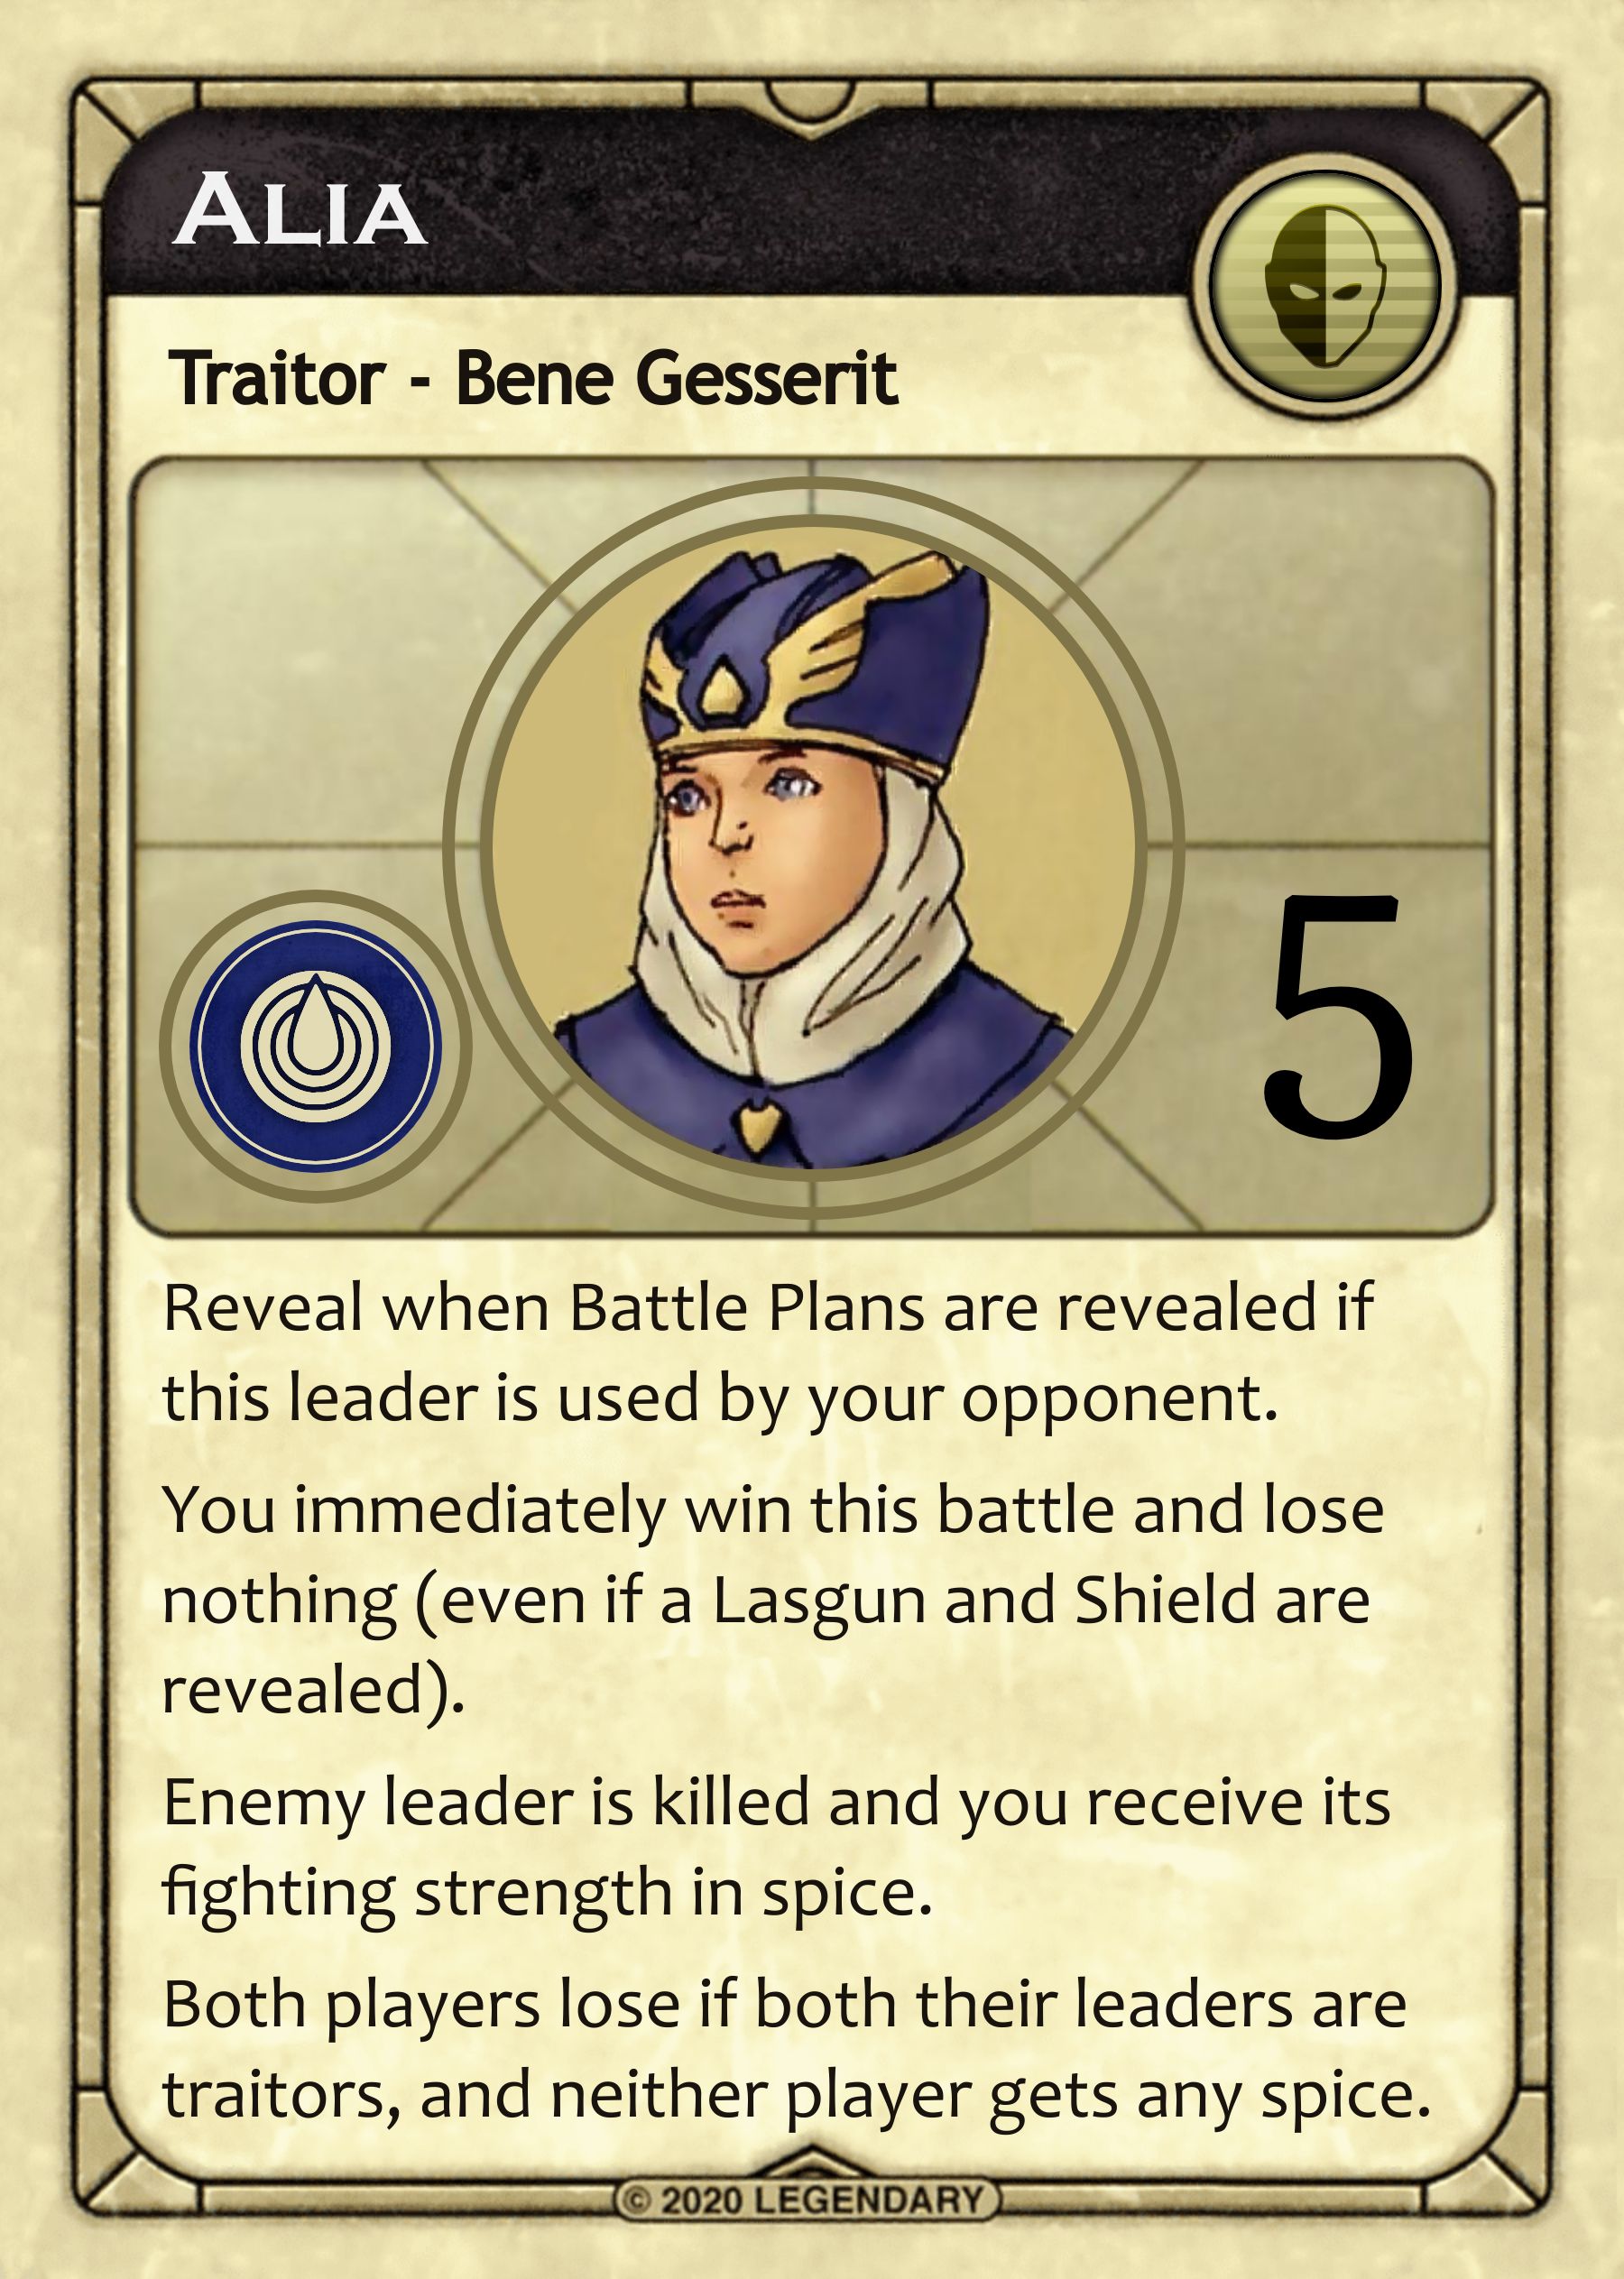 ALIA
Traitor - Bene Gesserit
5
Reveal when Battle Plans are revealed if
this leader is used by your opponent.
You immediately win this battle and lose
nothing (even if a Lasgun and Shield are
revealed).
Enemy leader is killed and you receive its
fighting strength in spice.
Both players lose if both their leaders are
traitors, and neither player gets any spice.
© 2020 LEGENDARY